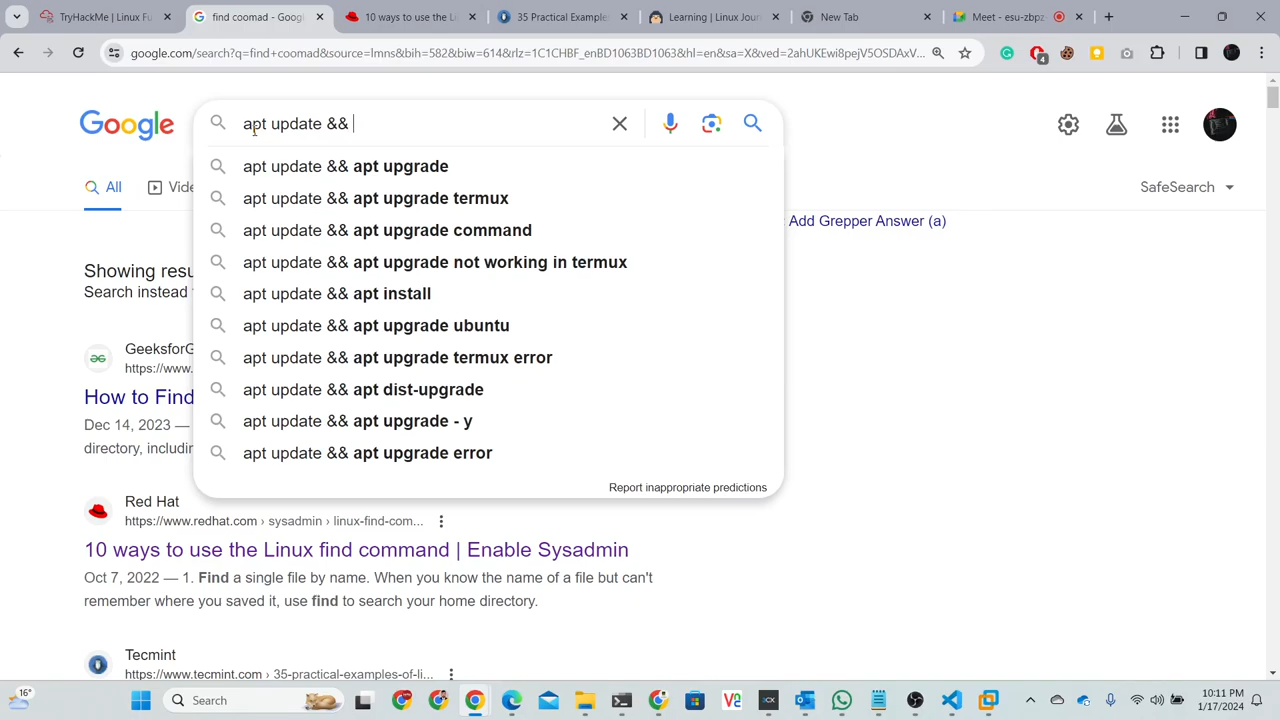 TryHackMe | Linux Fu
find coomad - Google
10 ways to use the L
35 Practical Example
Learning | Linux Jour
New Tab
Meet - esu-zbpz
google.com/search?q=find+coomad&source=lmns&bih=582&biw=614&rlz=1C1CHBF_enBD1063BD1063&hl=en&sa=X&ved=2ahUKEwi8pejV5OSDAxV...
4
Google
apt update &&
apt update && apt upgrade
apt update && apt upgrade termux
apt update && apt upgrade command
apt update && apt upgrade not working in termux
apt update && apt install
apt update && apt upgrade ubuntu
apt update && apt upgrade termux error
apt update && apt dist-upgrade
apt update && apt upgrade - y
apt update && apt upgrade error
Report inappropriate predictions
All
Vide
SafeSearch
Add Grepper Answer (a)
Showing resu
Search instead
GeeksforG
https://www.
How to Find
Dec 14, 2023 —
directory, includin
Red Hat
https://www.redhat.com › sysadmin › linux-find-com...
10 ways to use the Linux find command | Enable Sysadmin
Oct 7, 2022 — 1. Find a single file by name. When you know the name of a file but can't
remember where you saved it, use find to search your home directory.
Tecmint
https://www.tecmint.com › 35-practical-examples-of-li...
16°
Search
10:11 PM
1/17/2024